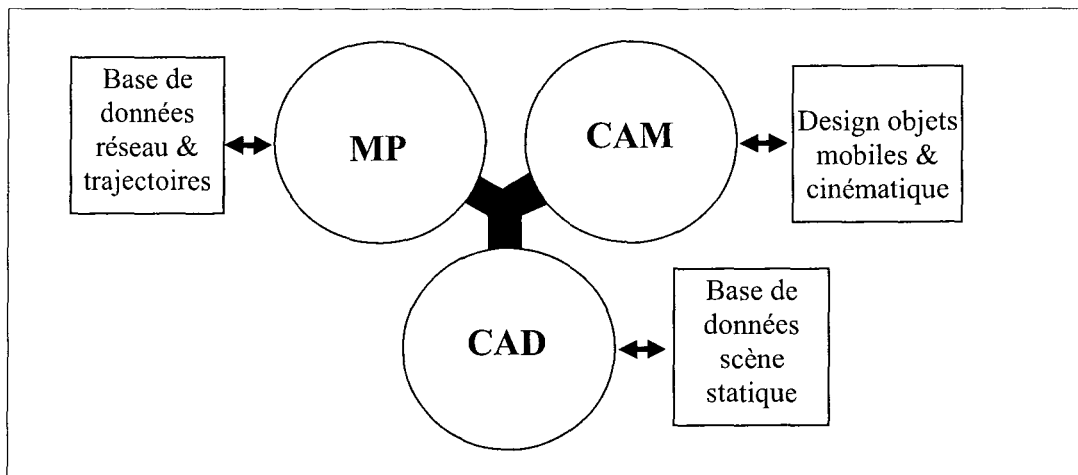 Base de
données
réseau &
trajectoires
MP
CAM
Design objets
mobiles &
cinématique
CAD
Base de
données
scène
statique